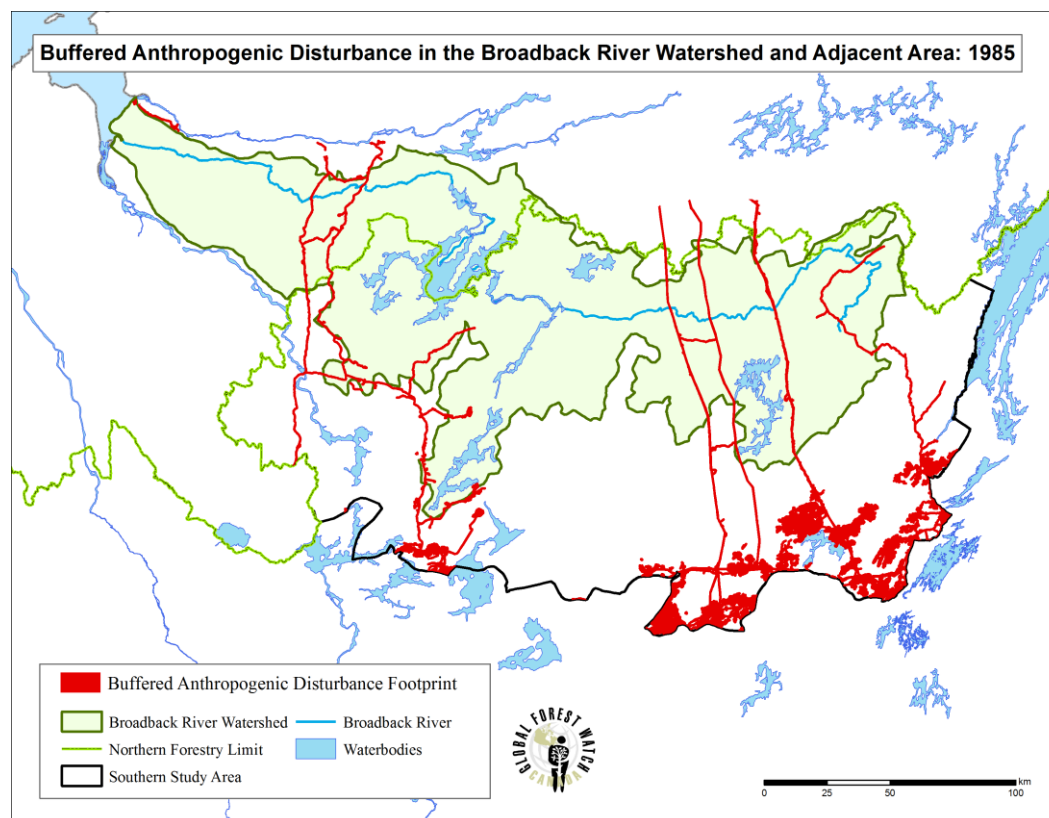 Buffered Anthropogenic Disturbance in the Broadback River Watershed and Adjacent Area: 1985
Buffered Anthropogenic Disturbance Footprint
Broadback River Watershed
Broadback River
Northern Forestry Limit
Waterbodies
Southern Study Area
GLOBAL FOREST WATCH
CANADA
km
0 25 50 100